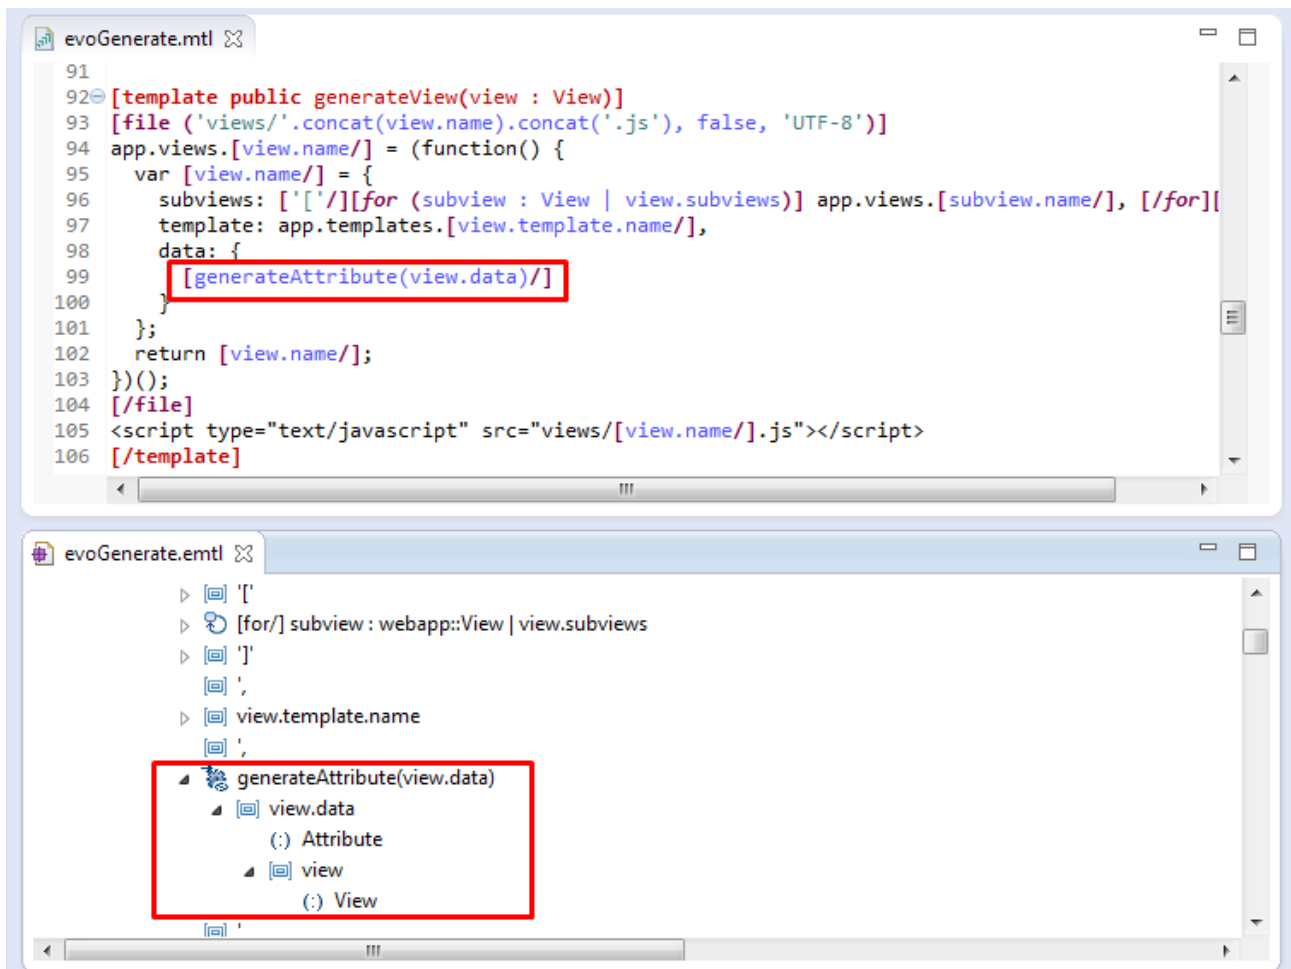 evoGenerate.mtl
91
92 [template public generateView(view : View)]
93 [file ('views/'.concat(view.name).concat('.js'), false, 'UTF-8')]
94 app.views.[view.name/] = (function() {
95 var [view.name/] = {
96 subviews: ['['/][for (subview : View | view.subviews)] app.views.[subview.name/], [/for][
97 template: app.templates.[view.template.name/],
98 data: {
99 [generateAttribute(view.data)/]
100 }
101 };
102 return [view.name/];
103 })();
104 [/file]
105 <script type="text/javascript" src="views/[view.name/].js"></script>
106 [/template]
evoGenerate.emtl
'['
[for/] subview : webapp::View | view.subviews
']'
',
view.template.name
',
generateAttribute(view.data)
view.data
(:) Attribute
view
(:) View
'